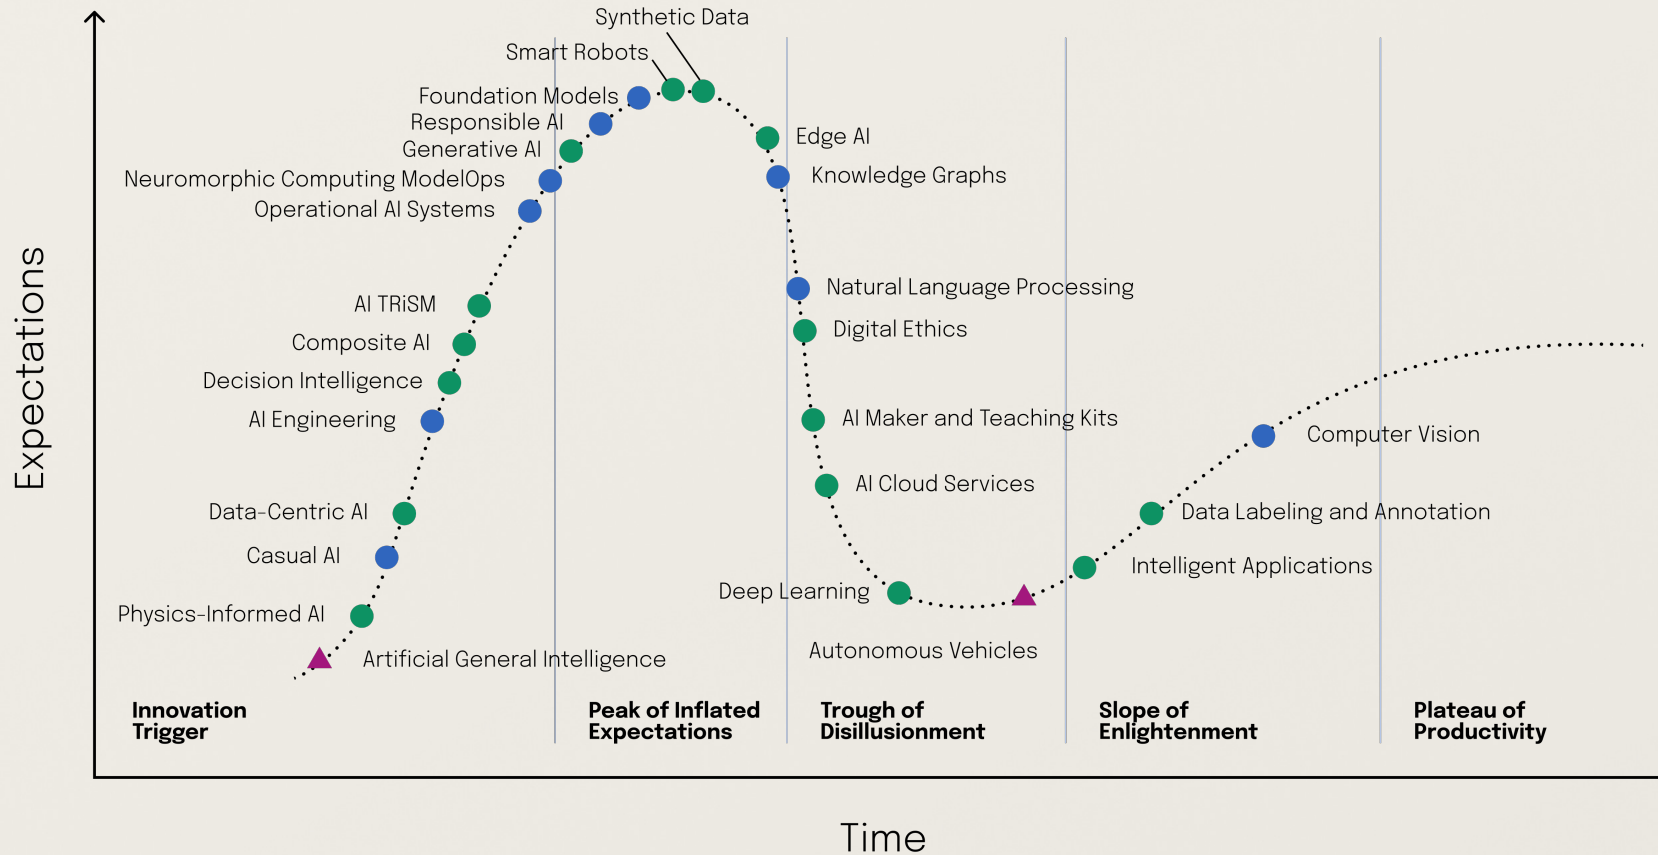 Synthetic Data
Smart Robots
Foundation Models
Responsible AI
Generative AI
Neuromorphic Computing ModelOps
Operational AI Systems
AI TRiSM
Composite AI
Decision Intelligence
AI Engineering
Data-Centric AI
Casual AI
Physics-Informed AI
Artificial General Intelligence
Edge AI
Knowledge Graphs
Natural Language Processing
Digital Ethics
AI Maker and Teaching Kits
AI Cloud Services
Deep Learning
Autonomous Vehicles
Computer Vision
Data Labeling and Annotation
Intelligent Applications
Expectations
Innovation
Trigger
Peak of Inflated
Expectations
Trough of
Disillusionment
Slope of
Enlightenment
Plateau of
Productivity
Time